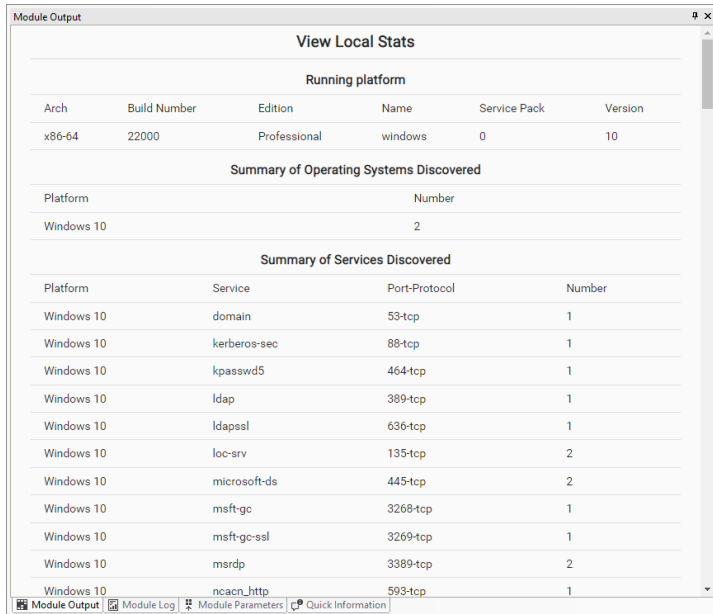 Module Output
View Local Stats
Running platform
Arch Build Number Edition Name Service Pack Version
x86-64 22000 Professional windows 0 10
Summary of Operating Systems Discovered
Platform Number
Windows 10 2
Summary of Services Discovered
Platform Service Port-Protocol Number
Windows 10 domain 53-tcp 1
Windows 10 kerberos-sec 88-tcp 1
Windows 10 kpasswd5 464-tcp 1
Windows 10 ldap 389-tcp 1
Windows 10 ldapssl 636-tcp 1
Windows 10 loc-srv 135-tcp 2
Windows 10 microsoft-ds 445-tcp 2
Windows 10 msft-gc 3268-tcp 1
Windows 10 msft-gc-ssl 3269-tcp 1
Windows 10 msrdp 3389-tcp 2
Windows 10 ncacn_http 593-tcp 1
Module Output Module Log Module Parameters Quick Information